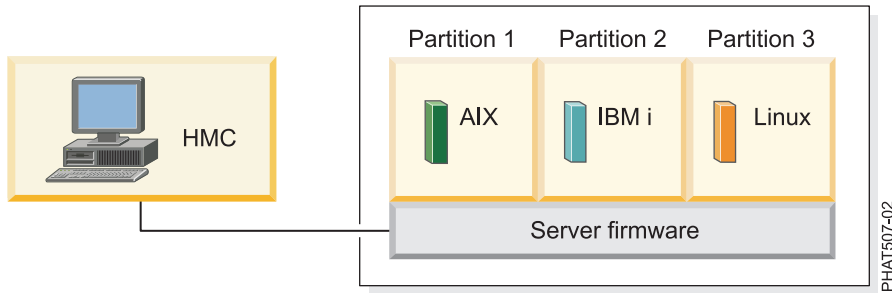 Partition 1 Partition 2 Partition 3
HMC AIX IBM i Linux
Server firmware
PHAT507-02